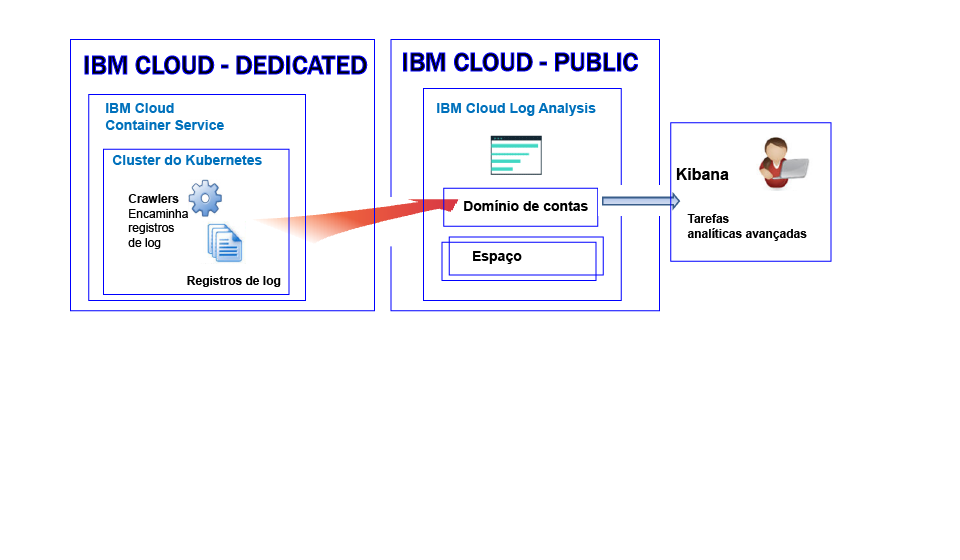 IBM CLOUD - DEDICATED
IBM Cloud
Container Service
Cluster do Kubernetes
Crawlers
Encaminha
registros
de log
Registros de log
IBM CLOUD - PUBLIC
IBM Cloud Log Analysis
Domínio de contas
Espaço
Kibana
Tarefas
analíticas avançadas